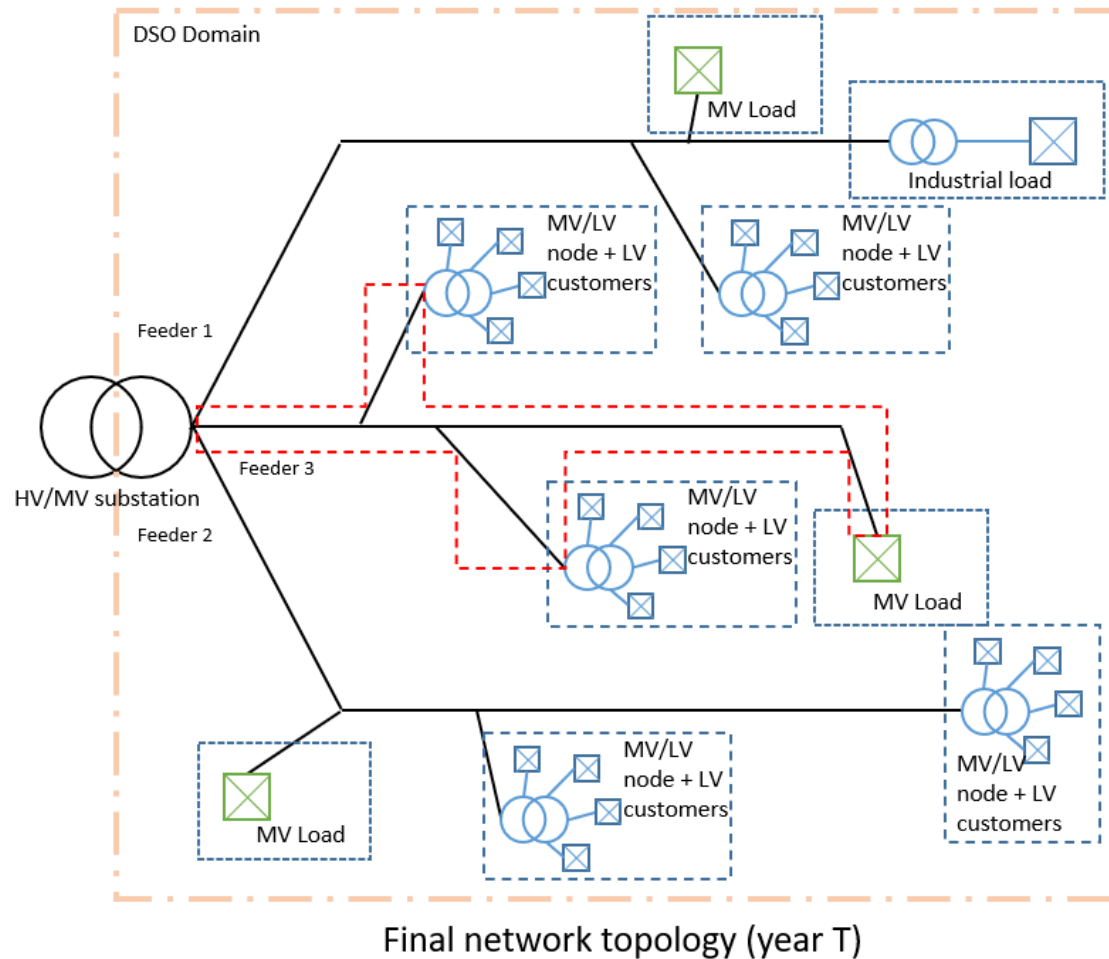 DSO Domain
MV Load
Industrial load
MV/LV
node + LV
customers
MV/LV
node + LV
customers
Feeder 1
Feeder 3
HV/MV substation
Feeder 2
MV/LV
node + LV
customers
MV Load
MV/LV
node + LV
customers
MV/LV
node + LV
customers
MV Load
Final network topology (year T)